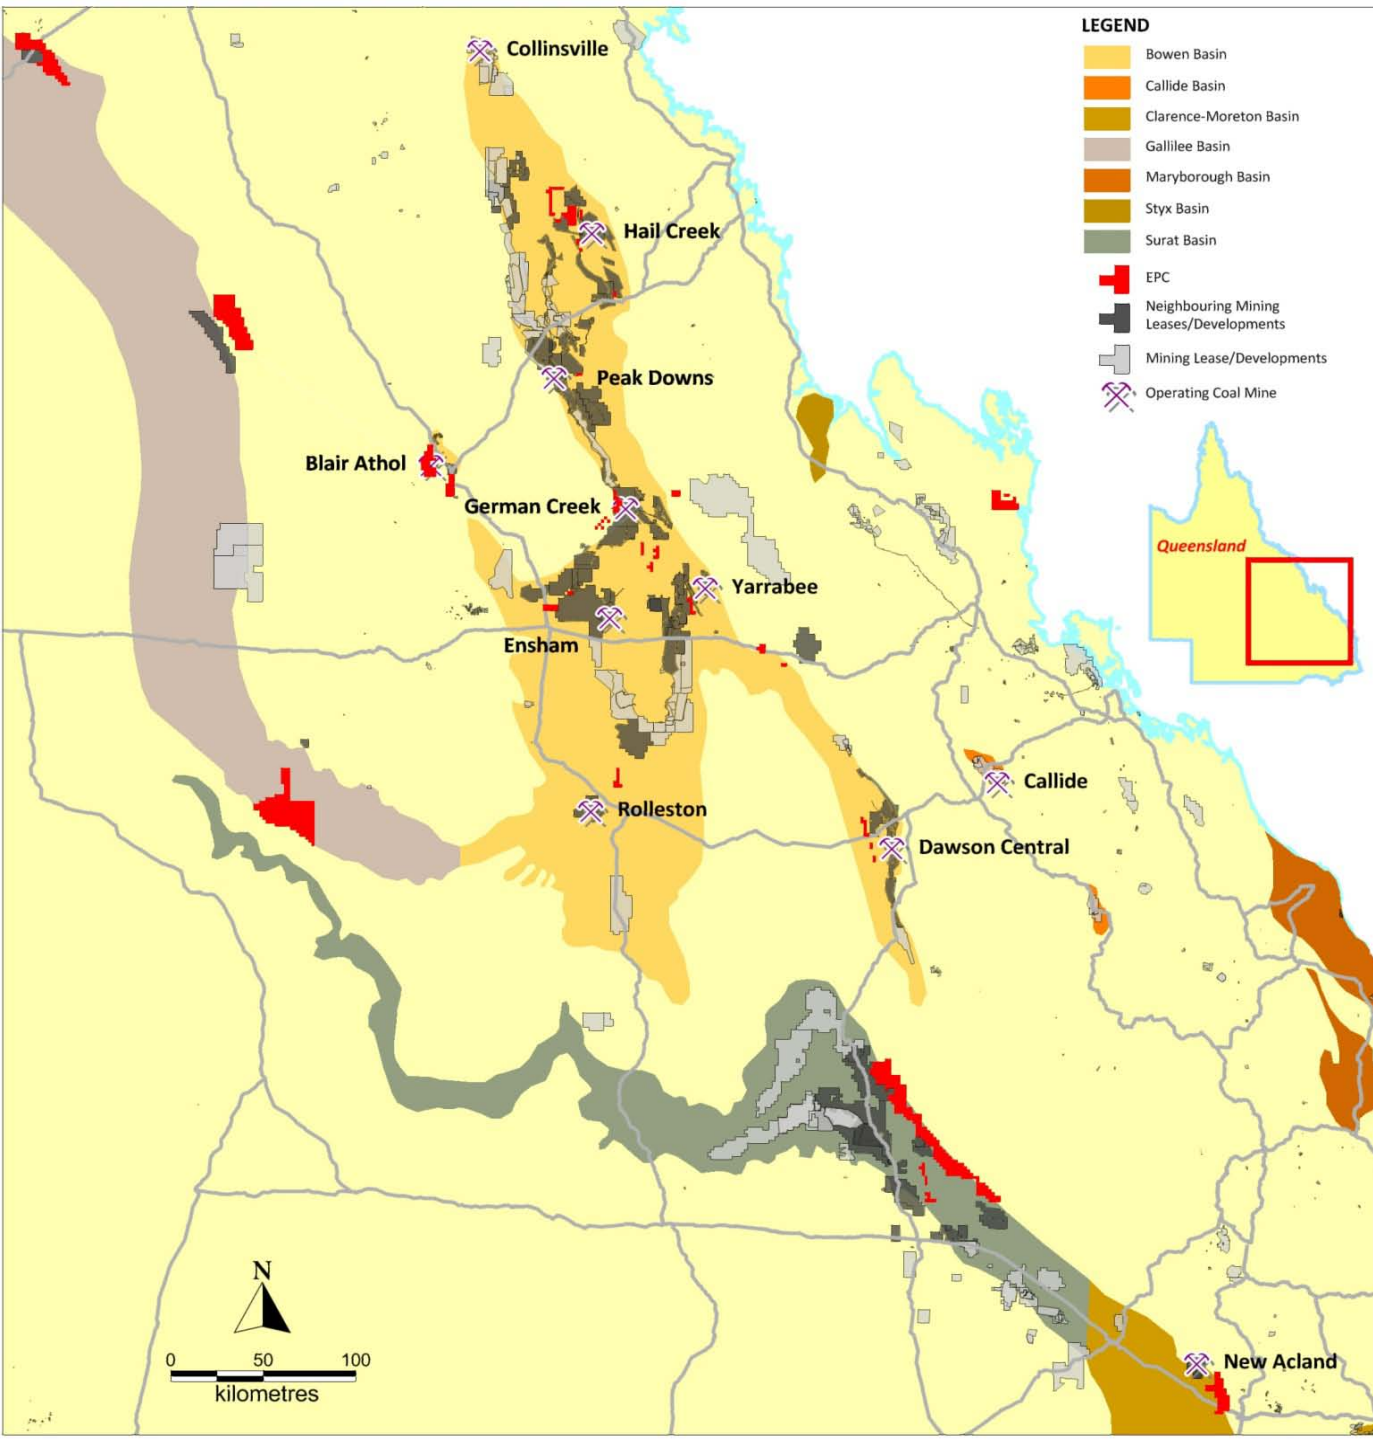 LEGEND
Bowen Basin
Callide Basin
Clarence-Moreton Basin
Gallilee Basin
Maryborough Basin
Styx Basin
Surat Basin
EPC
Neighbouring Mining
Leases/Developments
Mining Lease/Developments
Operating Coal Mine
Collinsville
Hail Creek
Peak Downs
Blair Athol
German Creek
Queensland
Yarrabee
Ensham
Callide
Rolleston
Dawson Central
N
0 50 100
kilometres
New Acland